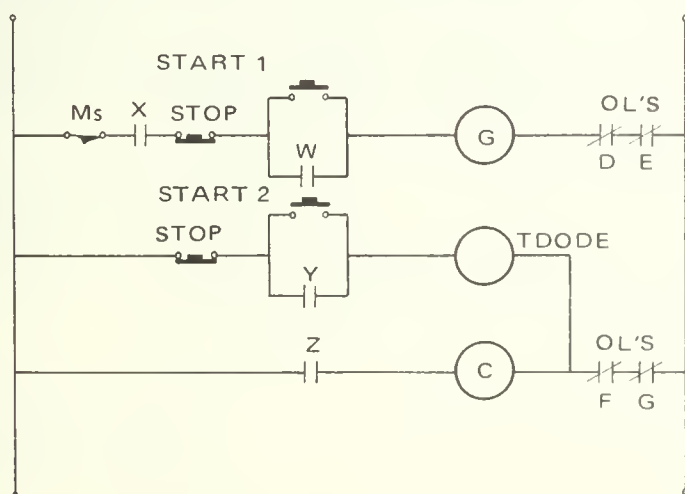 START 1
Ms X STOP
OL'S
W
G
D E
START 2
STOP
TDODE
Y
Z
OL'S
C
F G